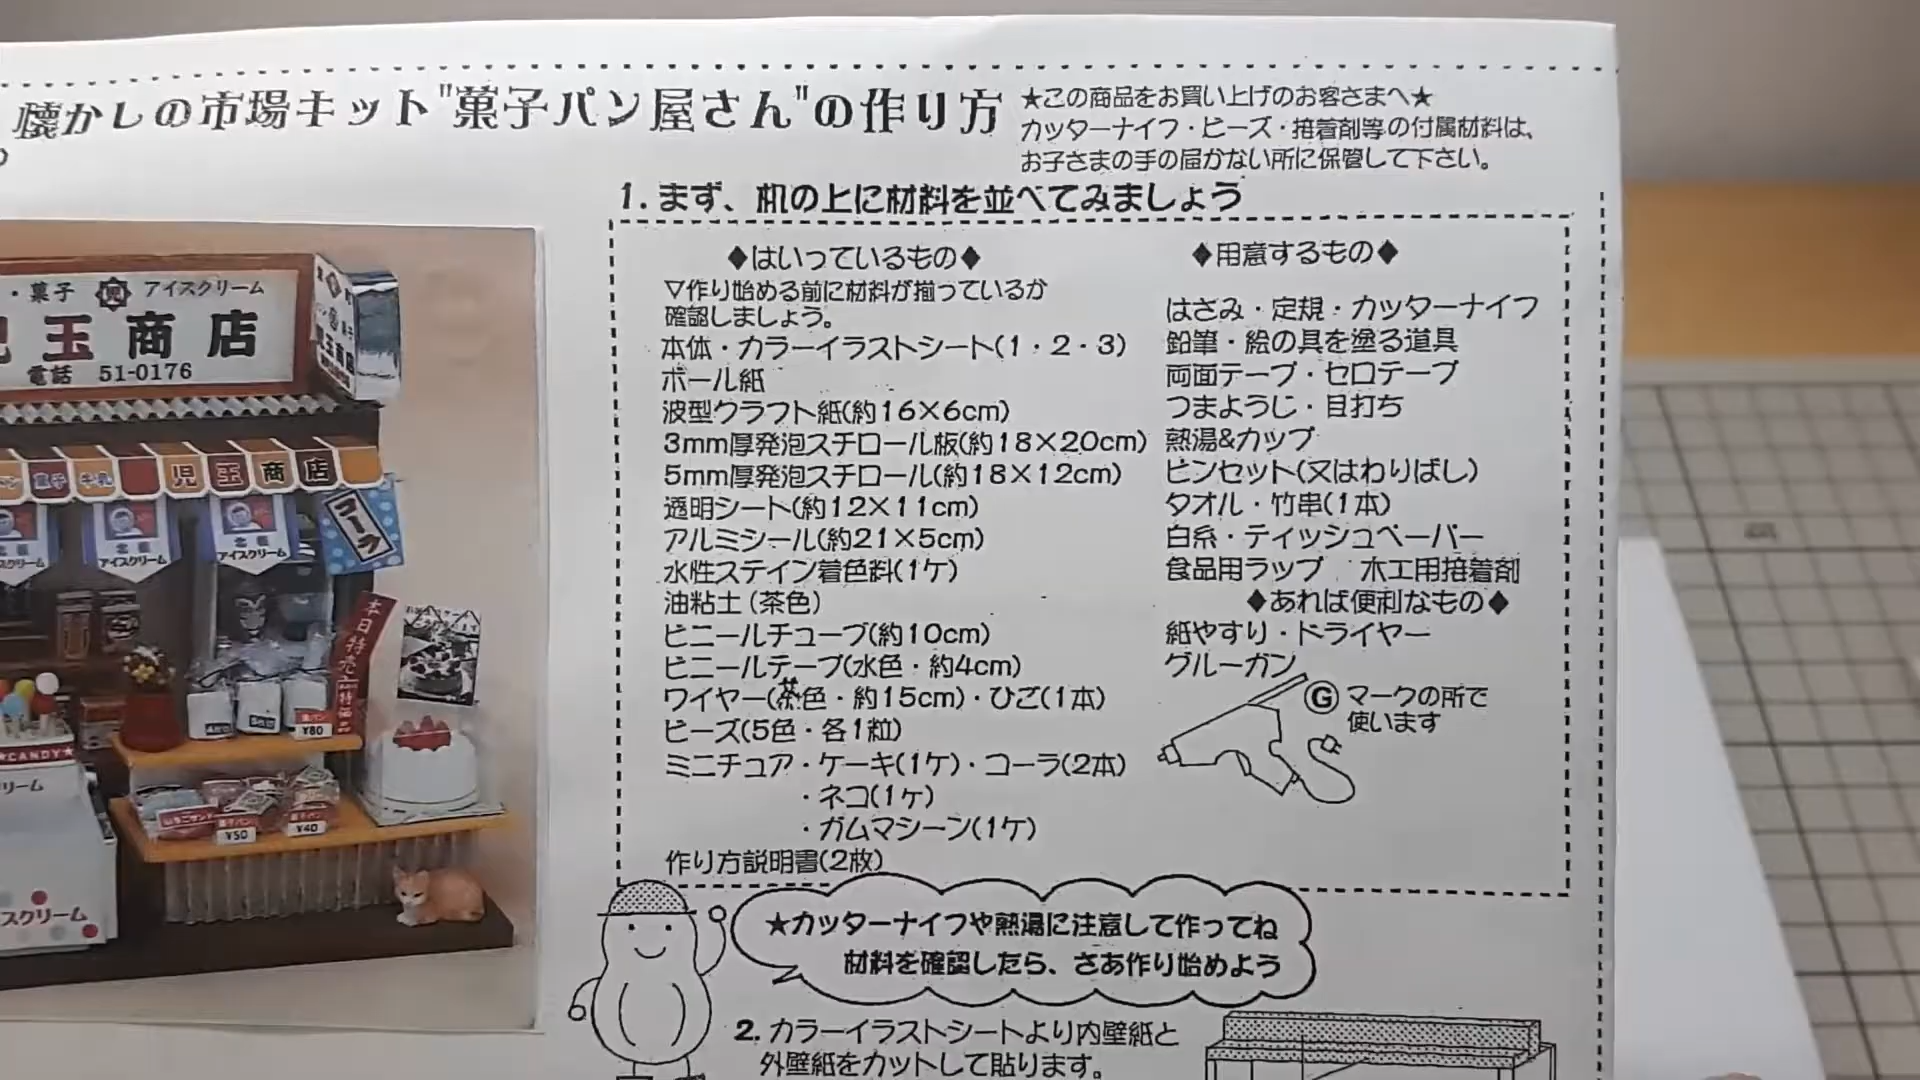 懐かしの市場キット"菓子パン屋さん"の作り方
★この商品をお買い上げのお客さまへ★
カッターナイフ・ビーズ・接着剤等の付属材料は、
お子さまの手の届かない所に保管して下さい。
1. まず、机の上に材料を並べてみましょう
◆はいっているもの◆
▽作り始める前に材料が揃っているか
確認しましょう。
本体・カラーイラストシート(1・2・3)
ボール紙
波型クラフト紙(約16×6cm)
3mm厚発泡スチロール板(約18×20cm)
5mm厚発泡スチロール(約18×12cm)
透明シート(約12×11cm)
アルミシール(約21×5cm)
水性ステイン着色料(1ケ)
油粘土(茶色)
ビニールチューブ(約10cm)
ビニールテープ(水色・約4cm)
ワイヤー(茶色・約15cm)・ひご(1本)
ビーズ(5色・各1粒)
ミニチュア・ケーキ(1ケ)・コーラ(2本)
・ネコ(1ケ)
・ガムマシーン(1ケ)
作り方説明書(2枚)
◆用意するもの◆
はさみ・定規・カッターナイフ
鉛筆・絵の具を塗る道具
両面テープ・セロテープ
つまようじ・目打ち
熱湯&カップ
ピンセット(又はわりばし)
タオル・竹串(1本)
白糸・ティッシュペーパー
食品用ラップ 木工用接着剤
◆あれば便利なもの◆
紙やすり・ドライヤー
グルーガン
Ⓖマークの所で
使います
★カッターナイフや熱湯に注意して作ってね
材料を確認したら、さあ作り始めよう
2. カラーイラストシートより内壁紙と
外壁紙をカットして貼ります。
・菓子 児 アイスクリーム
児玉商店
電話 51-0176
菓子 牛乳 児玉商店
コーラ
北極
アイスクリーム
北極
アイスクリーム
本日特売
特価品
¥80
CANDY★
リーム
¥50
¥40
スクリーム